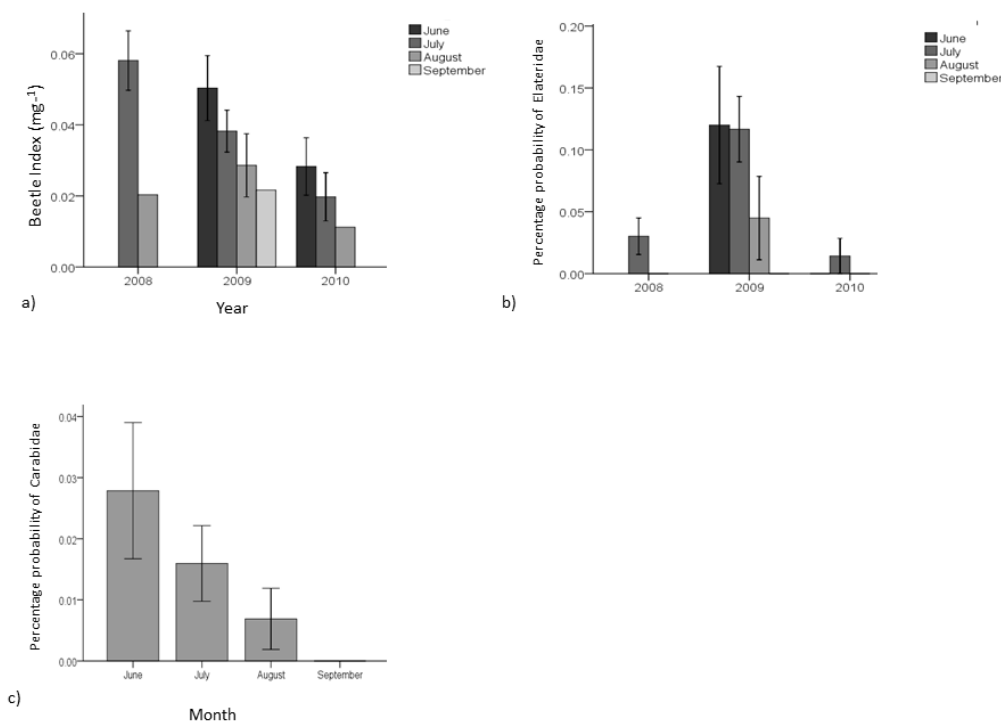 Beetle Index (mg⁻¹)
0.06
0.04
0.02
0.00
2008
2009
2010
Year
June
July
August
September
a)
Percentage probability of Elateridae
0.20
0.15
0.10
0.05
0.00
2008
2009
2010
June
July
August
September
b)
Percentage probability of Carabidae
0.04
0.03
0.02
0.01
0.00
June
July
August
September
Month
c)